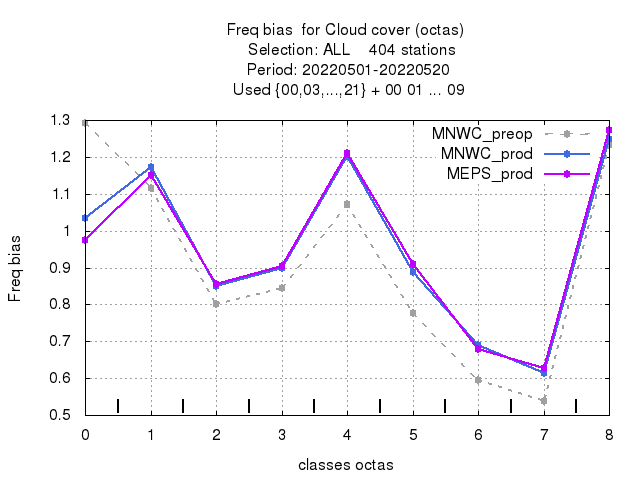 Freq bias  for Cloud cover (octas)
Selection: ALL    404 stations
Period: 20220501-20220520
Used {00,03,...,21} + 00 01 ... 09
MNWC_preop
MNWC_prod
MEPS_prod
Freq bias
1.3
1.2
1.1
1
0.9
0.8
0.7
0.6
0.5
0 1 2 3 4 5 6 7 8
classes octas